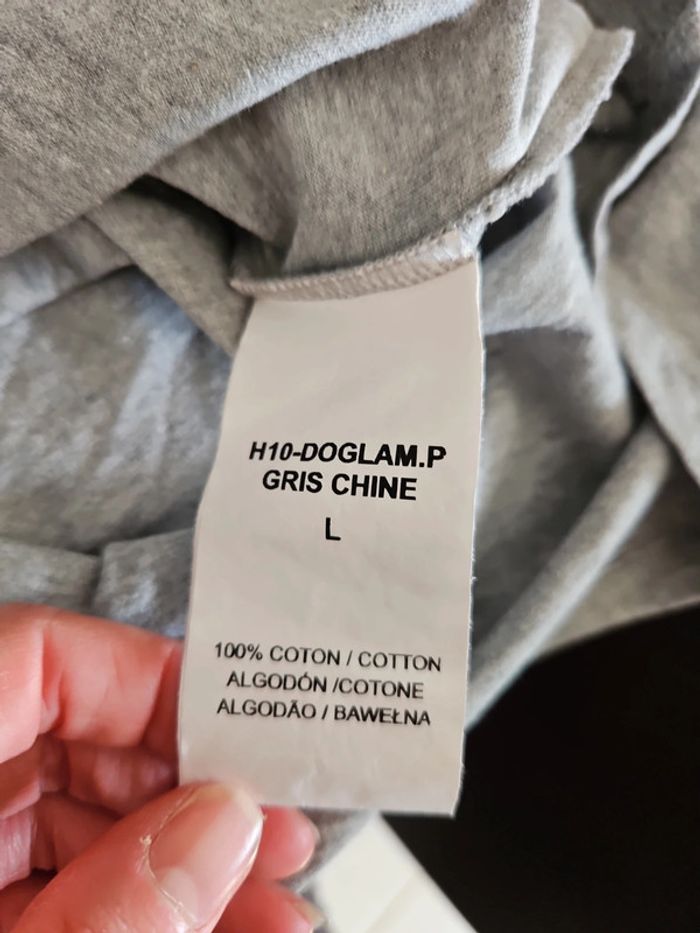 H10-DOGLAM.P
GRIS CHINE
L
100% COTON / COTTON
ALGODÓN /COTONE
ALGODÃO / BAWEŁNA